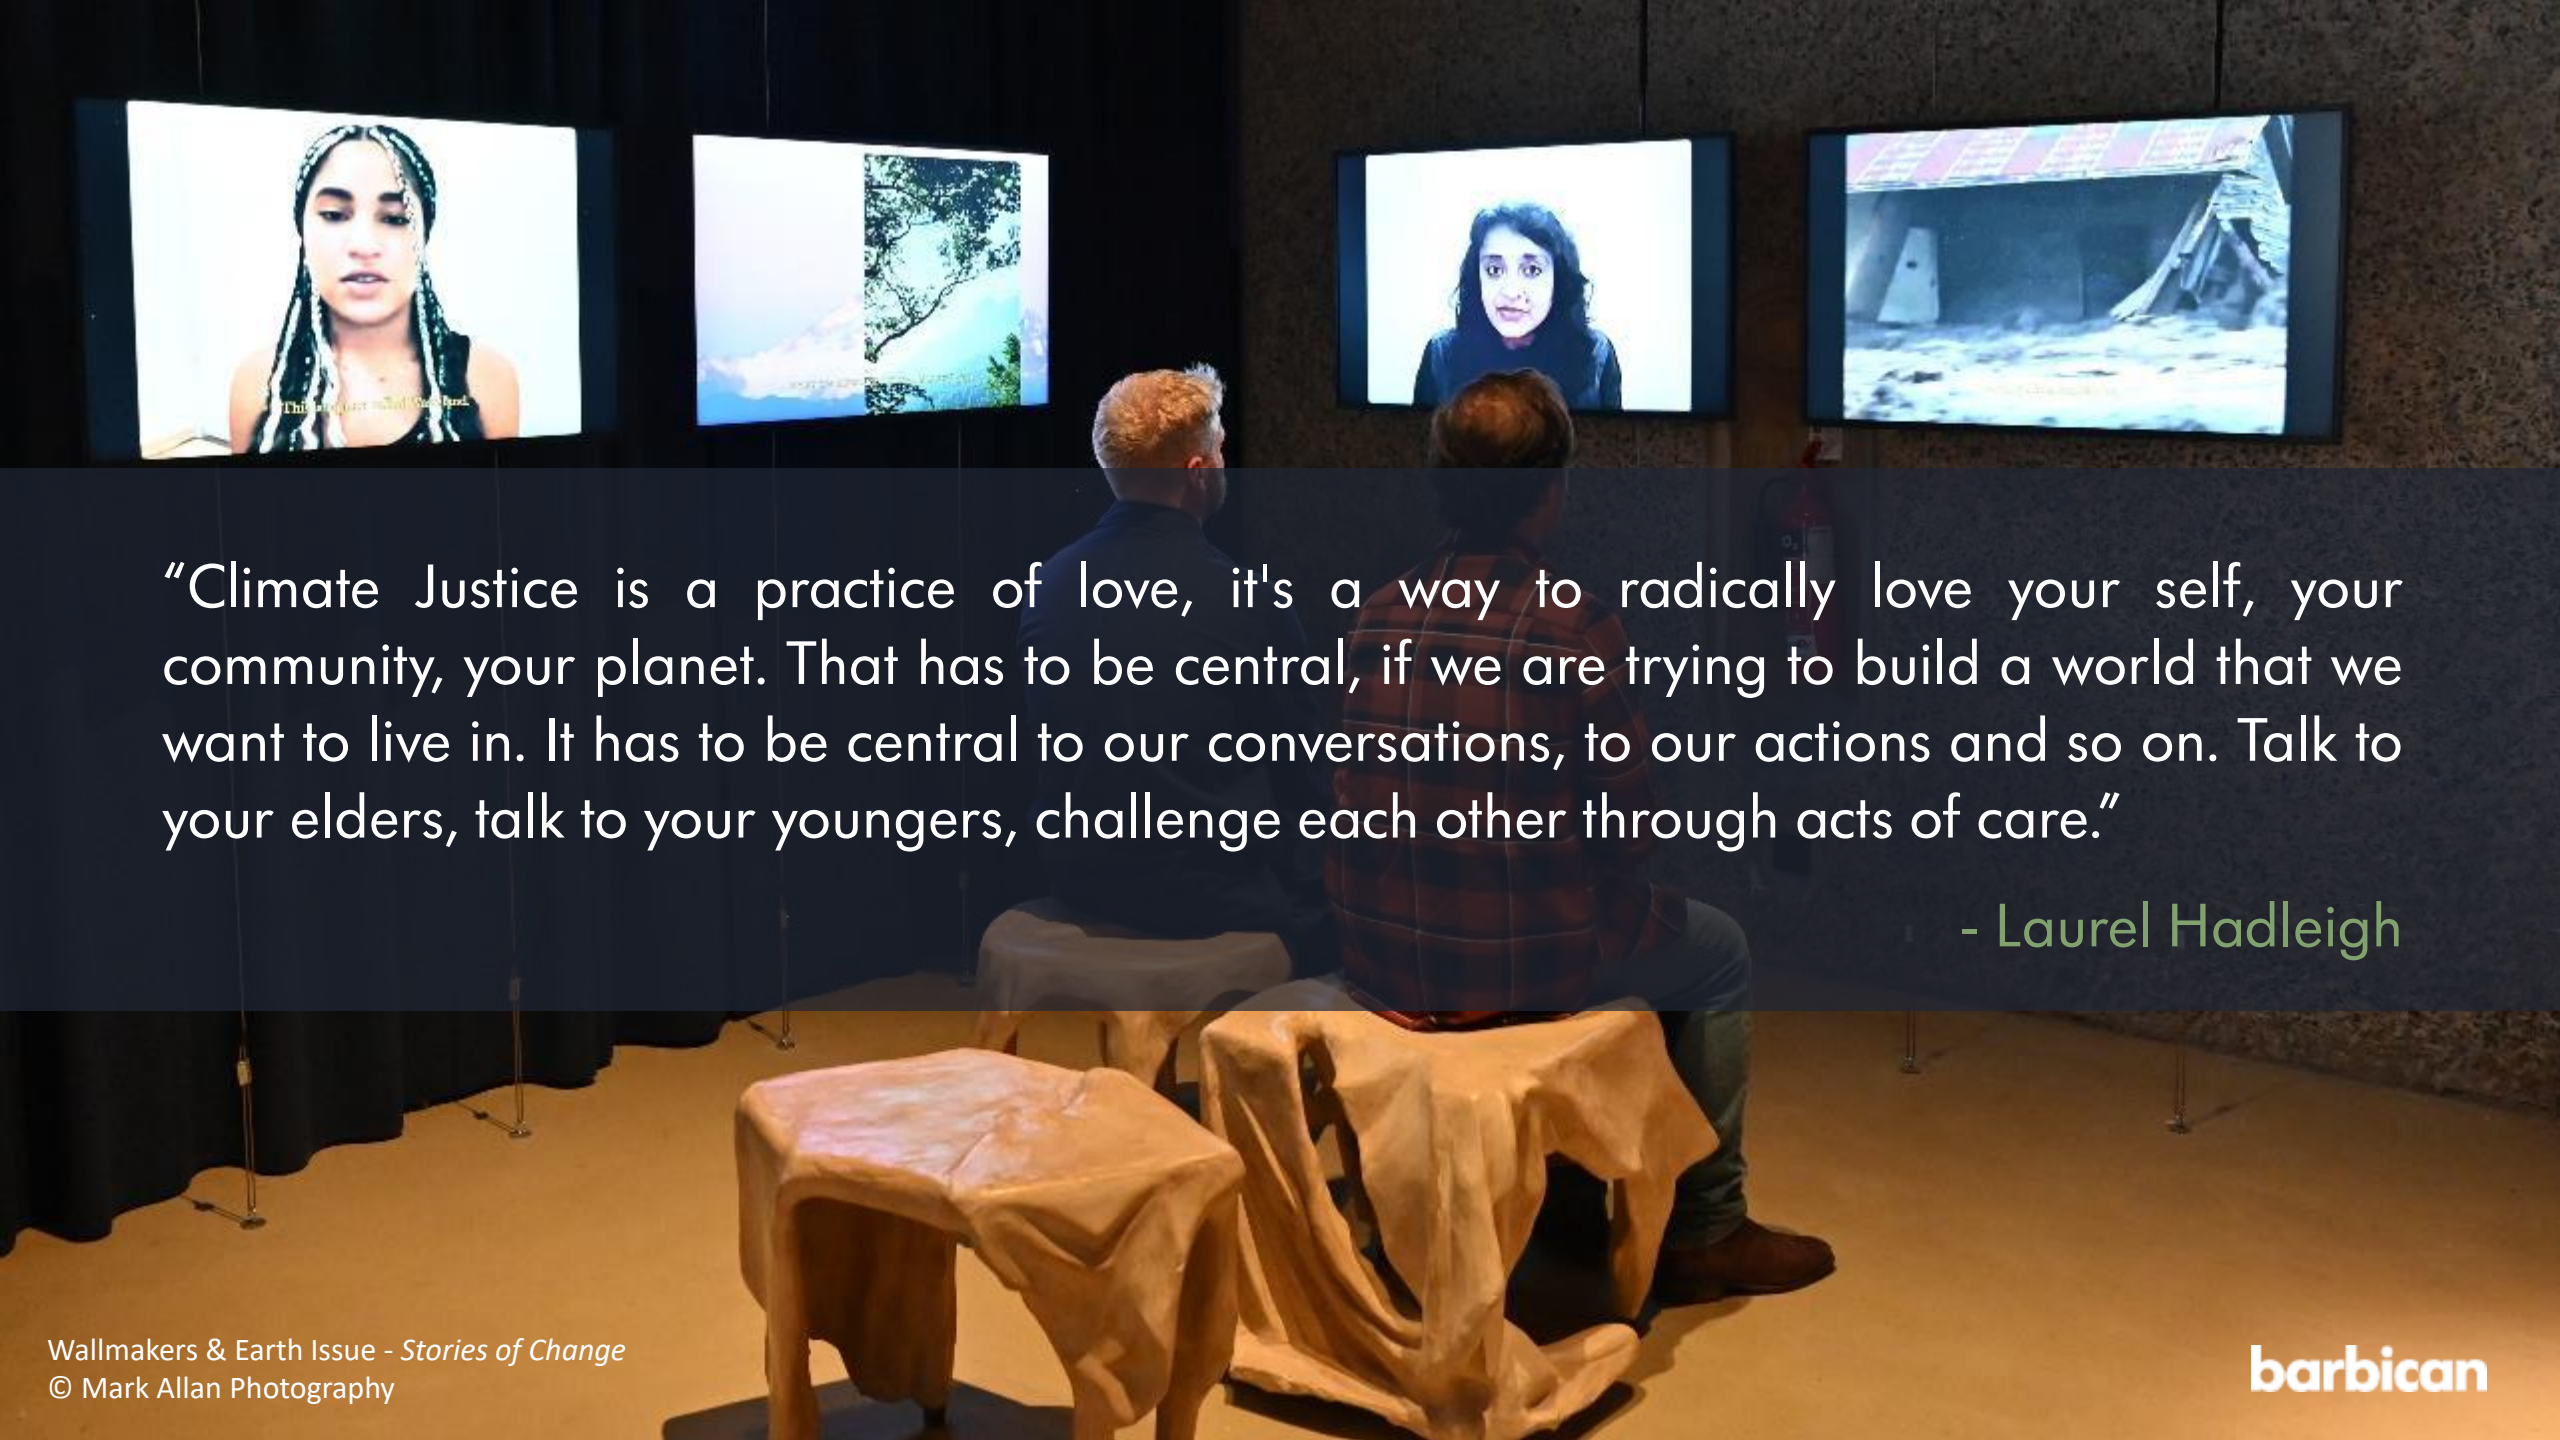 “Climate Justice is a practice of love, it's a way to radically love your self, your
community, your planet. That has to be central, if we are trying to build a world that we
want to live in. It has to be central to our conversations, to our actions and so on. Talk to
your elders, talk to your youngers, challenge each other through acts of care.”
- Laurel Hadleigh
Wallmakers & Earth Issue - Stories of Change
© Mark Allan Photography
barbican